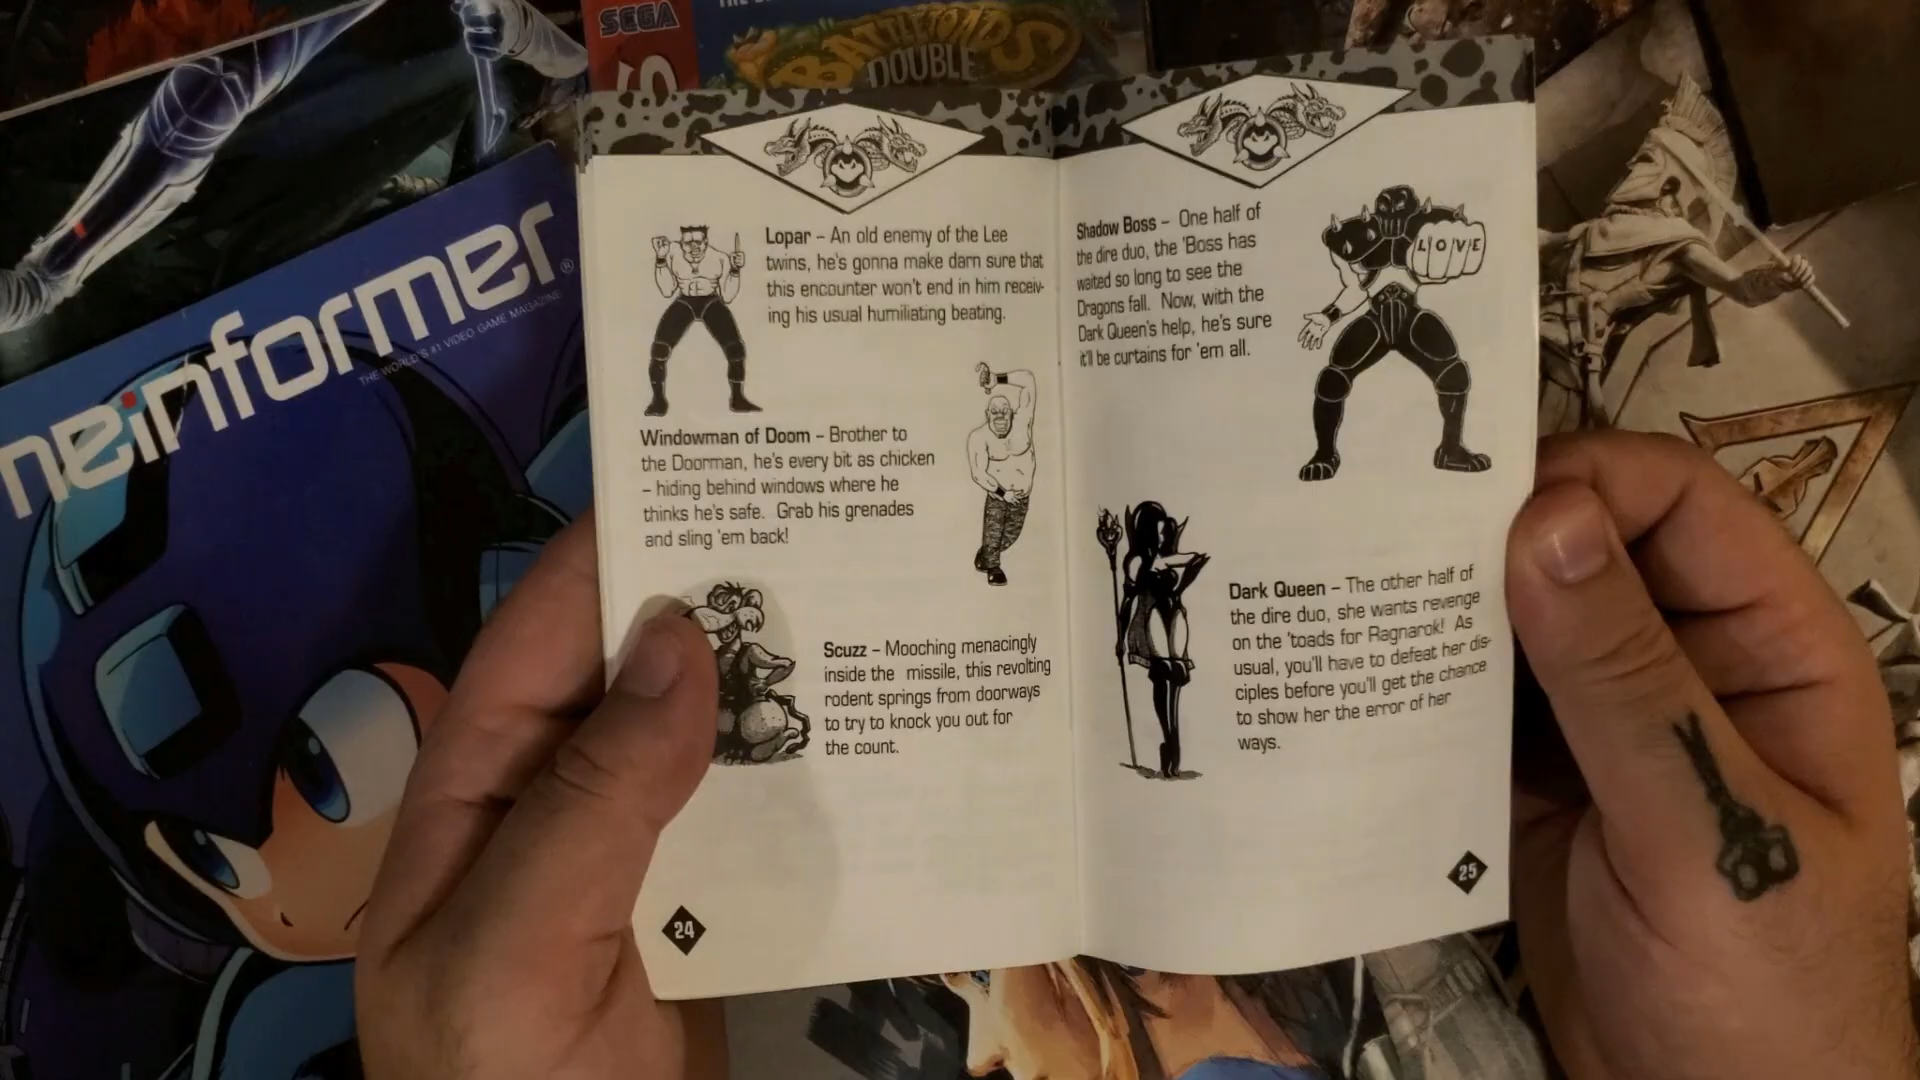 SEGA
BATTLETOADS
DOUBLE
neinformer®
THE WORLD'S #1 VIDEO GAME MAGAZINE
Lopar – An old enemy of the Lee
twins, he's gonna make darn sure that
this encounter won't end in him receiv-
ing his usual humiliating beating.
Windowman of Doom – Brother to
the Doorman, he's every bit as chicken
– hiding behind windows where he
thinks he's safe. Grab his grenades
and sling 'em back!
Scuzz – Mooching menacingly
inside the missile, this revolting
rodent springs from doorways
to try to knock you out for
the count.
24
Shadow Boss – One half of
the dire duo, the 'Boss has
waited so long to see the
Dragons fall. Now, with the
Dark Queen's help, he's sure
it'll be curtains for 'em all.
LOVE
Dark Queen – The other half of
the dire duo, she wants revenge
on the 'toads for Ragnarok! As
usual, you'll have to defeat her dis-
ciples before you'll get the chance
to show her the error of her
ways.
25